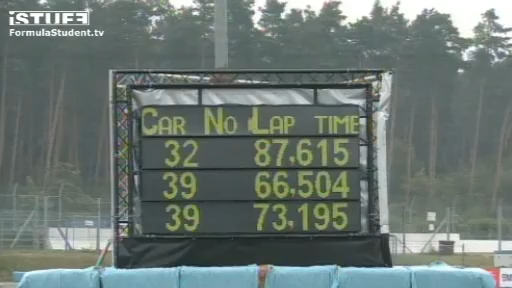 iSTUFF
FormulaStudent.tv
Car No Lap time
32 87,615
39 66,504
39 73,195